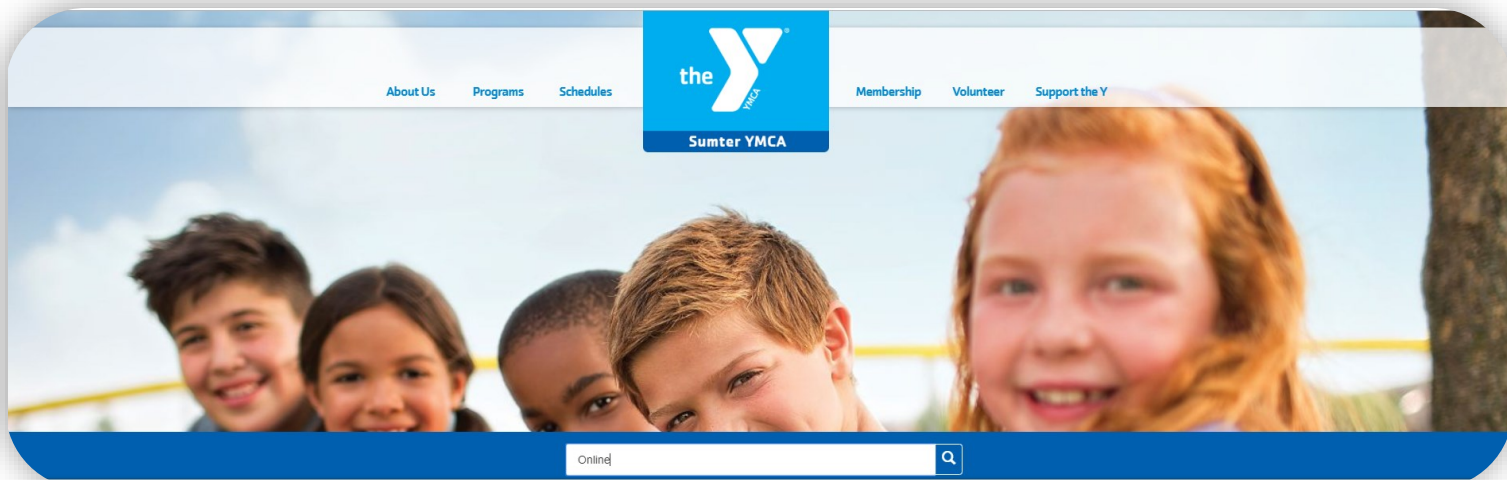 About Us Programs Schedules
the
YMCA
Sumter YMCA
Membership Volunteer Support the Y
Online